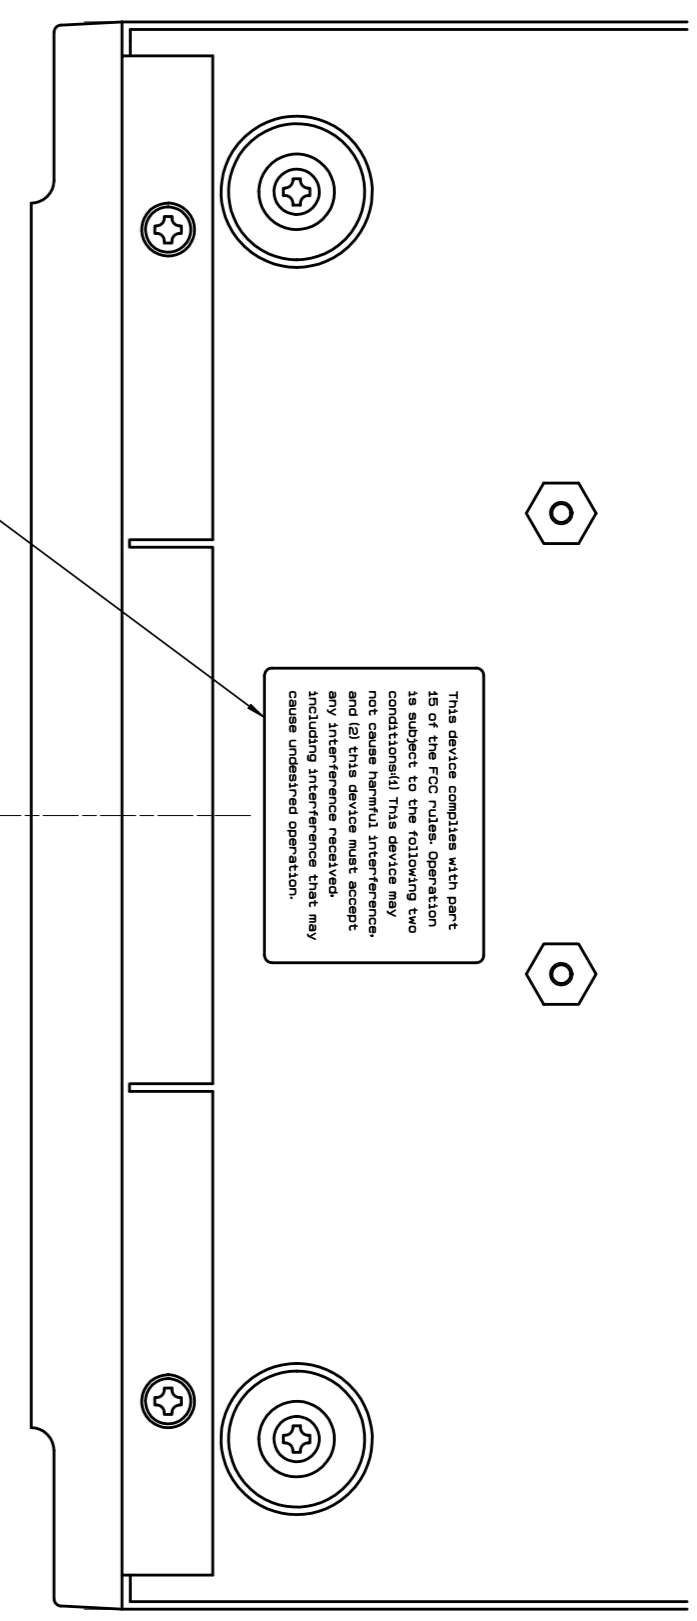 This device complies with part
15 of the FCC rules. Operation
is subject to the following two
conditions:(1) This device may
not cause harmful interference,
and (2) this device must accept
any interference received,
including interference that may
cause undesired operation.